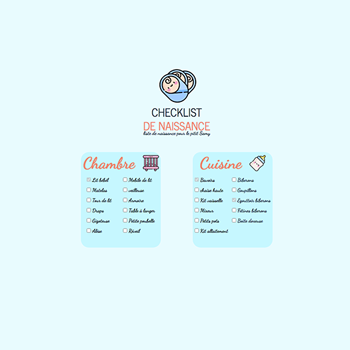 CHECKLIST
DE NAISSANCE
liste de naissance pour le petit Samy
Chambre
Lit bébé
Mobile de lit
Matelas
veilleuse
Tour de lit
Armoire
Draps
Table à langer
Gigoteuse
Petite poubelle
Alèse
Réveil
Cuisine
Bavoirs
Biberons
chaise haute
Goupillons
Kit vaisselle
Egouttoir biberons
Mixeur
Tétines biberons
Petits pots
Boîte doseuse
Kit allaitement